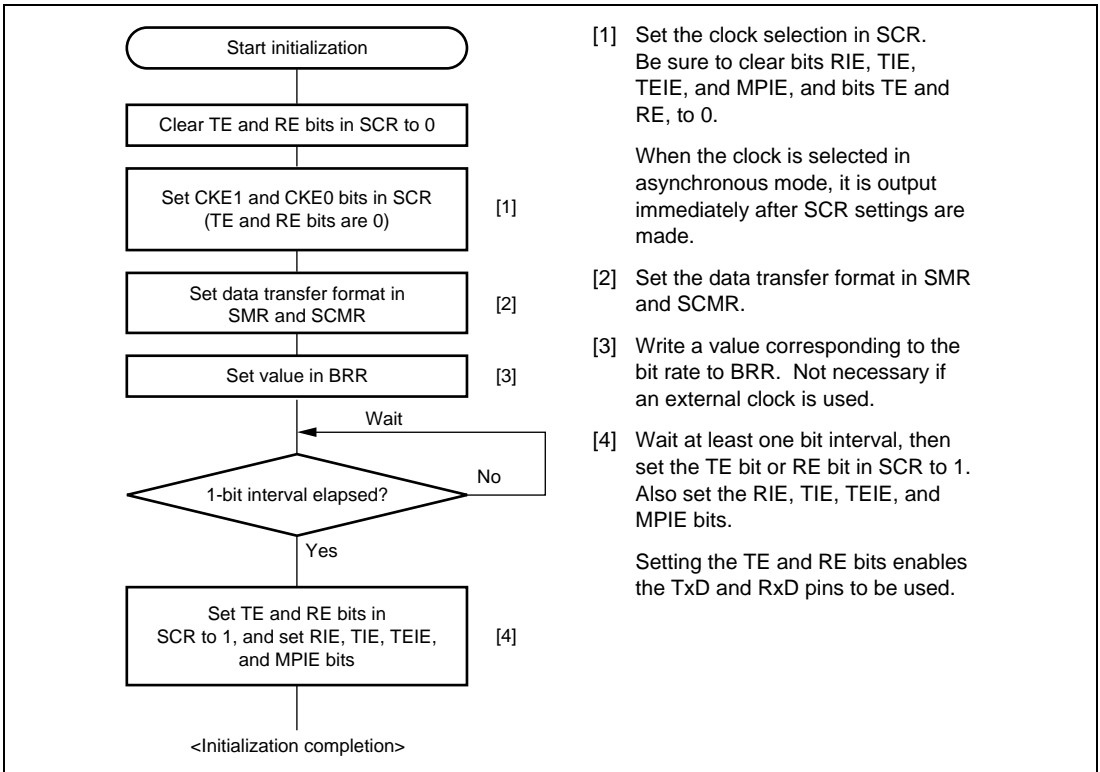 Start initialization
Clear TE and RE bits in SCR to 0
Set CKE1 and CKE0 bits in SCR
(TE and RE bits are 0)
[1]
Set data transfer format in
SMR and SCMR
[2]
Set value in BRR
[3]
Wait
No
1-bit interval elapsed?
Yes
Set TE and RE bits in
SCR to 1, and set RIE, TIE, TEIE,
and MPIE bits
[4]
<Initialization completion>
[1] Set the clock selection in SCR.
Be sure to clear bits RIE, TIE,
TEIE, and MPIE, and bits TE and
RE, to 0.
When the clock is selected in
asynchronous mode, it is output
immediately after SCR settings are
made.
[2] Set the data transfer format in SMR
and SCMR.
[3] Write a value corresponding to the
bit rate to BRR. Not necessary if
an external clock is used.
[4] Wait at least one bit interval, then
set the TE bit or RE bit in SCR to 1.
Also set the RIE, TIE, TEIE, and
MPIE bits.
Setting the TE and RE bits enables
the TxD and RxD pins to be used.